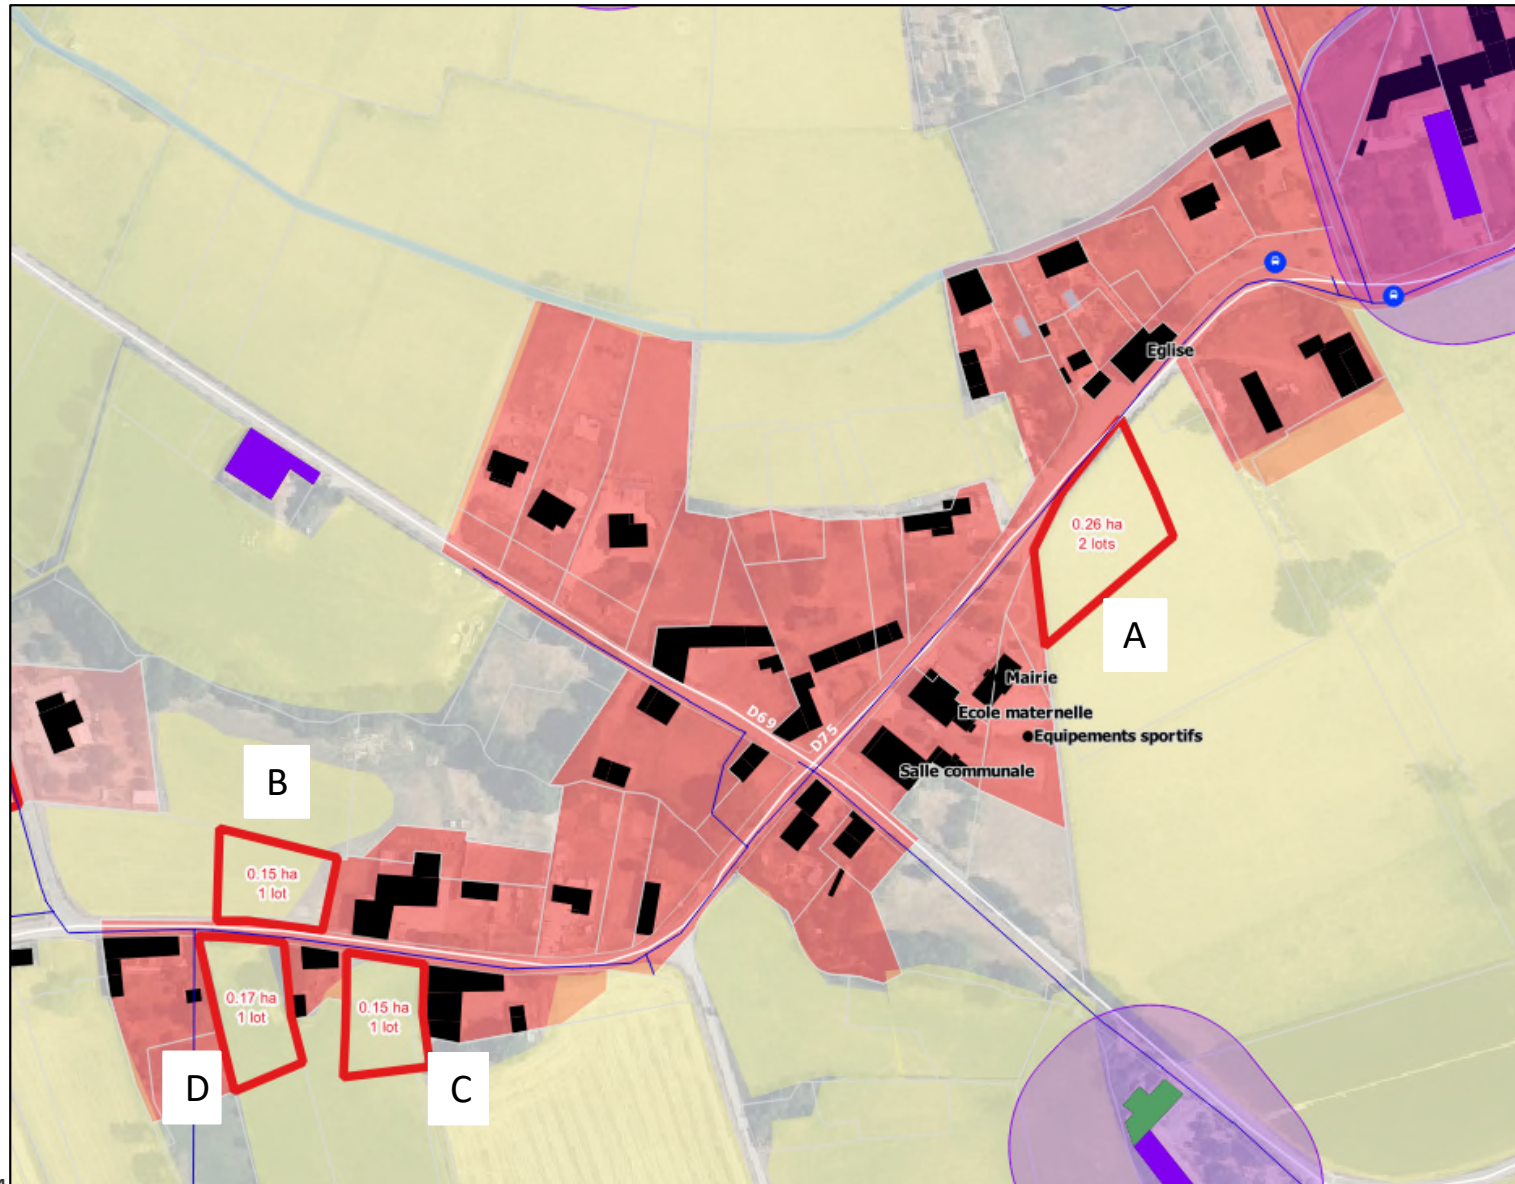 Eglise
0.26 ha
2 lots
A
Mairie
Ecole maternelle
D69
D75
Equipements sportifs
Salle communale
B
0.15 ha
1 lot
0.17 ha
1 lot
0.15 ha
1 lot
D
C